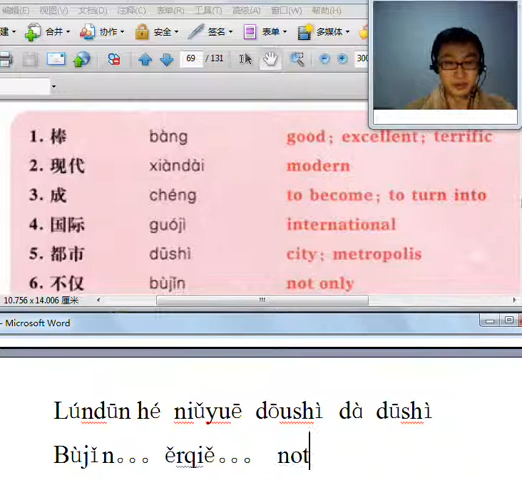 编辑(E) 视图(V) 文档(D) 注释(C) 表单(R) 工具(T) 高级(A) 窗口(W) 帮助(H)
建 合并 协作 安全 签名 表单 多媒体
69 / 131 300
1. 棒 bàng good; excellent; terrific
2. 现代 xiàndài modern
3. 成 chéng to become; to turn into
4. 国际 guójì international
5. 都市 dūshì city; metropolis
6. 不仅 bùjǐn not only
10.756 x 14.006 厘米
- Microsoft Word
Lúndūn hé niǔyuē dōushì dà dūshì
Bùjǐn。。。 ěrqiě。。。 not